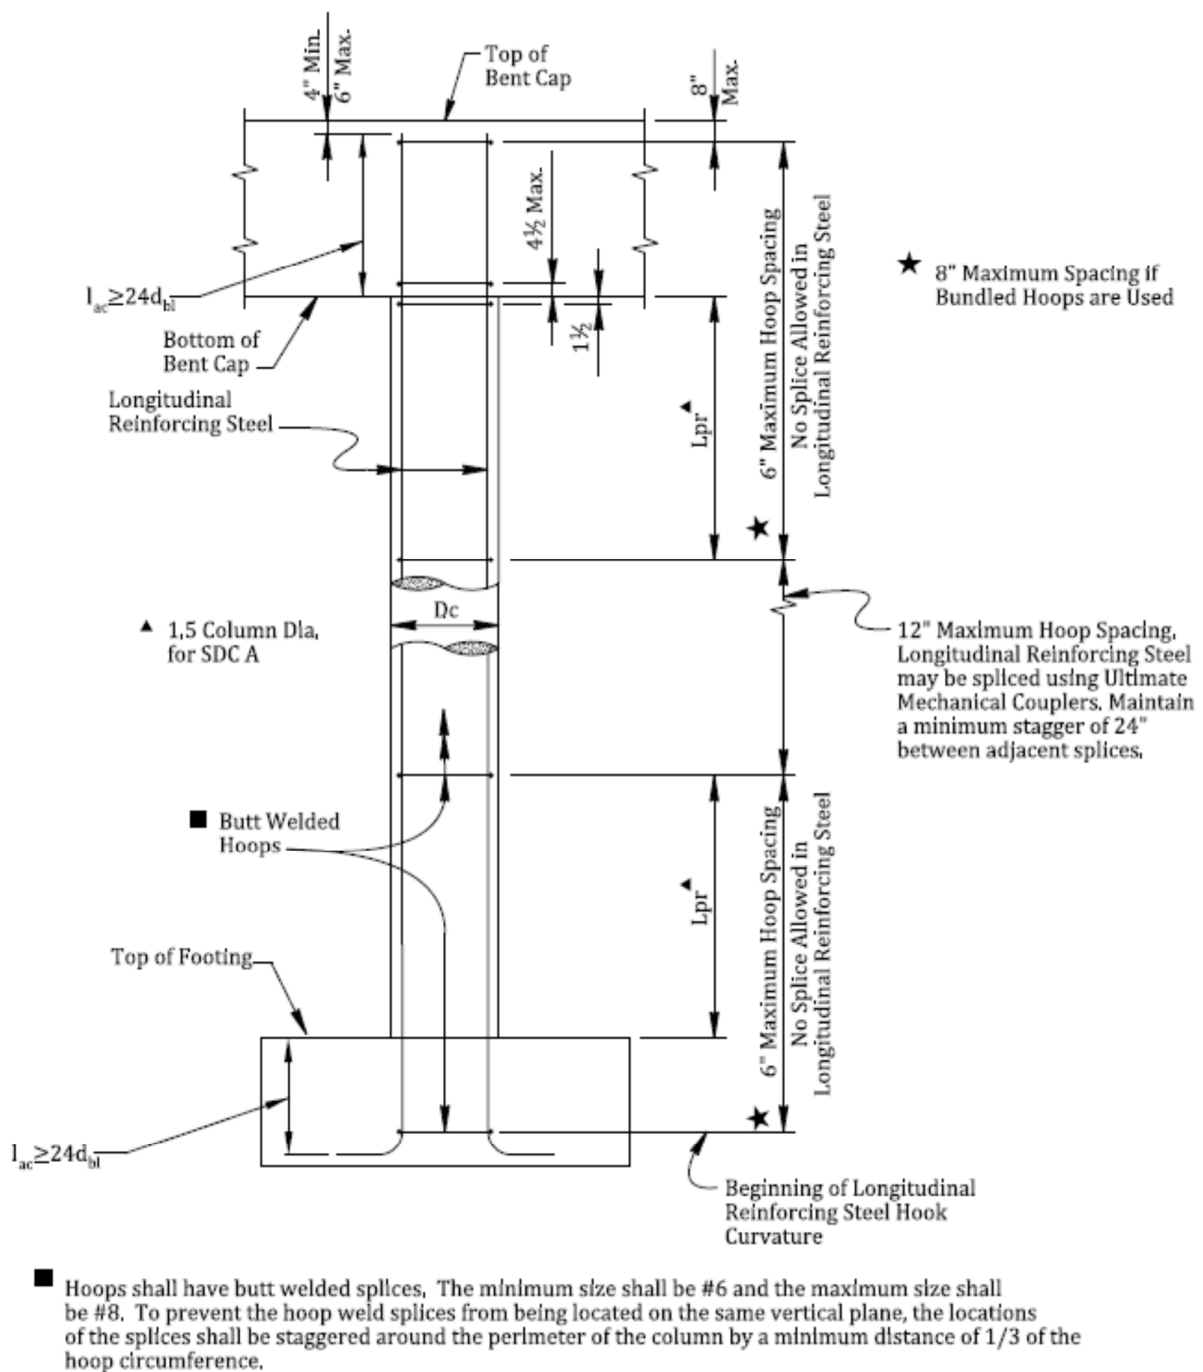 4" Min.
6" Max.
Top of
Bent Cap
8"
Max.
4½ Max.
1½
l_ac≥24d_bl
Bottom of
Bent Cap
Longitudinal
Reinforcing Steel
Lpr▲
★ 6" Maximum Hoop Spacing
No Splice Allowed in
Longitudinal Reinforcing Steel
★ 8" Maximum Spacing if
Bundled Hoops are Used
Dc
▲ 1.5 Column Dia.
for SDC A
12" Maximum Hoop Spacing.
Longitudinal Reinforcing Steel
may be spliced using Ultimate
Mechanical Couplers. Maintain
a minimum stagger of 24"
between adjacent splices.
■ Butt Welded
Hoops
Lpr▲
★ 6" Maximum Hoop Spacing
No Splice Allowed in
Longitudinal Reinforcing Steel
Top of Footing
l_ac≥24d_bl
Beginning of Longitudinal
Reinforcing Steel Hook
Curvature
■ Hoops shall have butt welded splices. The minimum size shall be #6 and the maximum size shall
be #8. To prevent the hoop weld splices from being located on the same vertical plane, the locations
of the splices shall be staggered around the perimeter of the column by a minimum distance of 1/3 of the
hoop circumference.